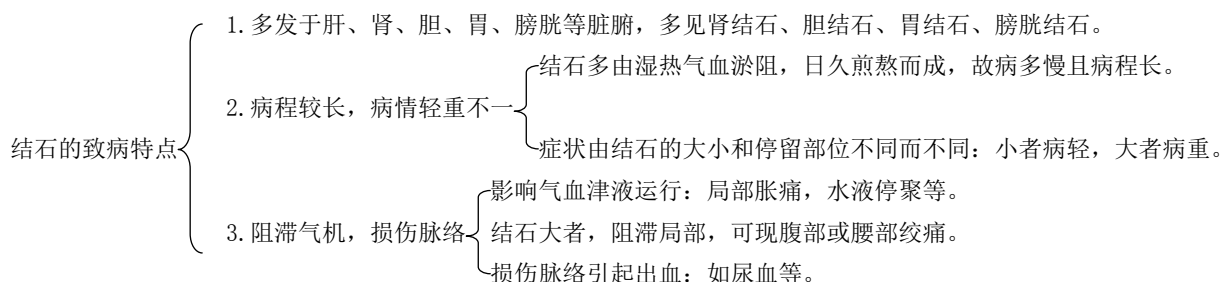 1.多发于肝、肾、胆、胃、膀胱等脏腑，多见肾结石、胆结石、胃结石、膀胱结石。
结石多由湿热气血淤阻，日久煎熬而成，故病多慢且病程长。
2.病程较长，病情轻重不一
结石的致病特点
症状由结石的大小和停留部位不同而不同：小者病轻，大者病重。
影响气血津液运行：局部胀痛，水液停聚等。
3.阻滞气机，损伤脉络
结石大者，阻滞局部，可现腹部或腰部绞痛。
损伤脉络引起出血：如尿血等。